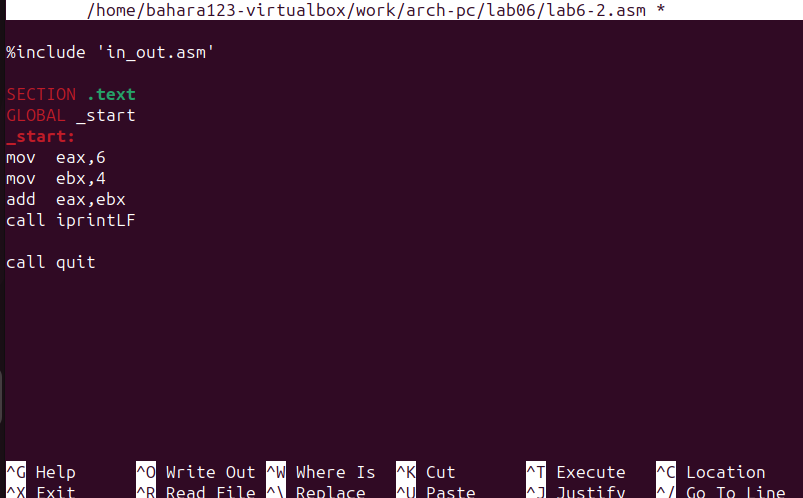 /home/bahara123-virtualbox/work/arch-pc/lab06/lab6-2.asm *
%include 'in_out.asm'
SECTION .text
GLOBAL _start
_start:
mov  eax,6
mov  ebx,4
add  eax,ebx
call iprintLF
call quit
^G Help ^O Write Out ^W Where Is ^K Cut ^T Execute ^C Location
^X Exit ^R Read File ^\ Replace ^U Paste ^J Justify ^/ Go To Line